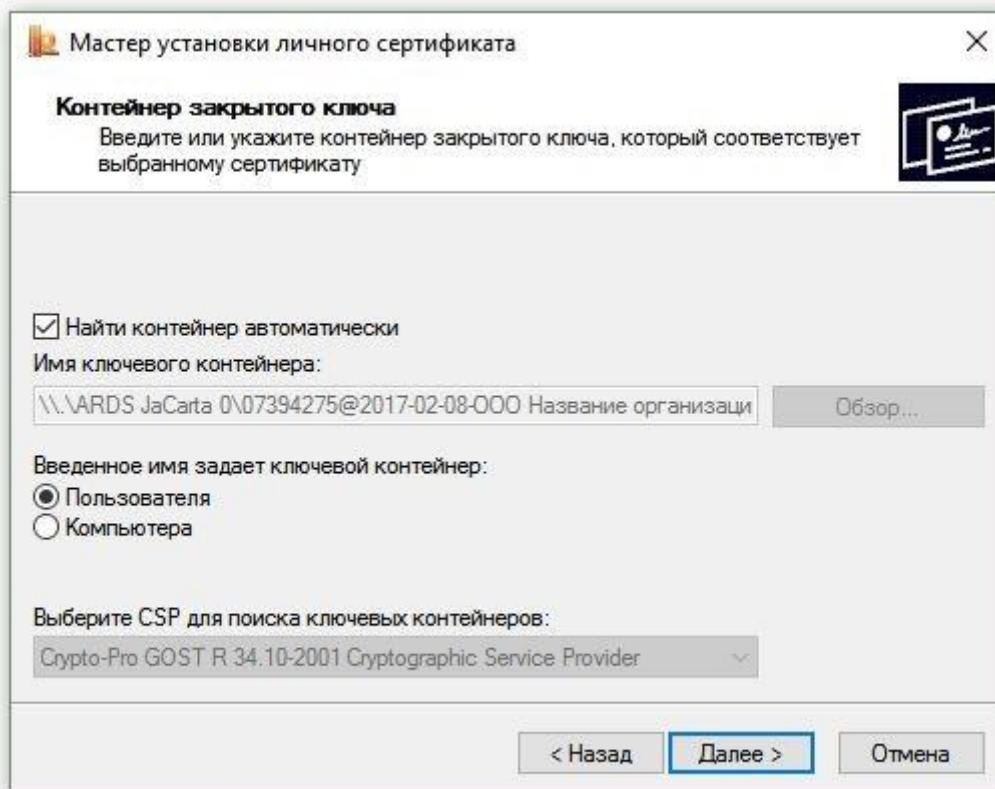 Мастер установки личного сертификата
Контейнер закрытого ключа
Введите или укажите контейнер закрытого ключа, который соответствует
выбранному сертификату
Найти контейнер автоматически
Имя ключевого контейнера:
\\.\ARDS JaCarta 0\07394275@2017-02-08-ООО Название организаци
Обзор...
Введенное имя задает ключевой контейнер:
Пользователя
Компьютера
Выберите CSP для поиска ключевых контейнеров:
Crypto-Pro GOST R 34.10-2001 Cryptographic Service Provider
< Назад
Далее >
Отмена